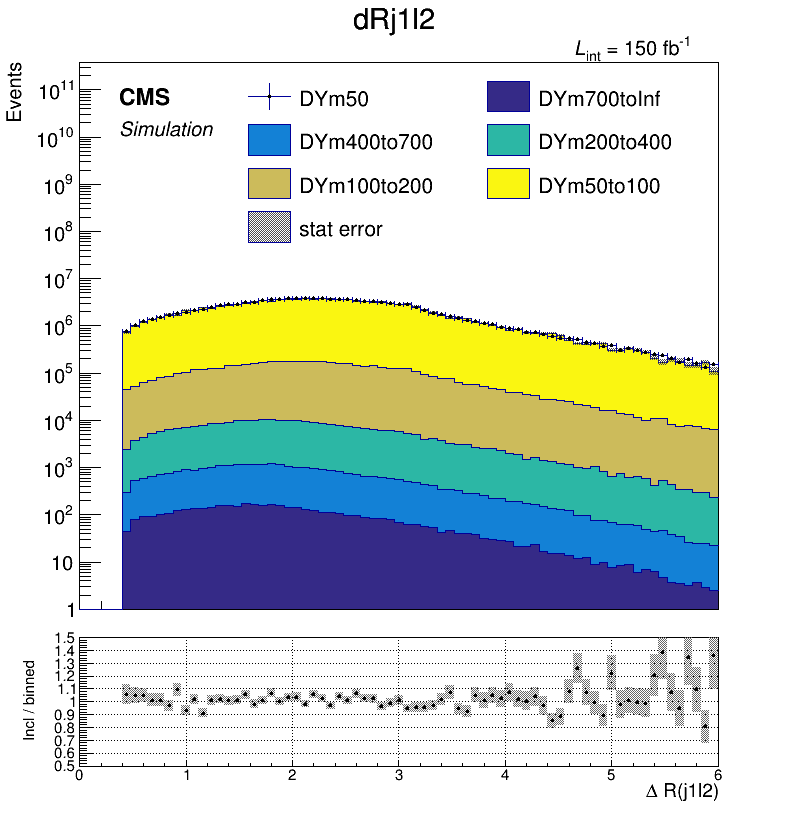 dRj1l2
L_int = 150 fb^-1
Events
CMS
Simulation
DYm50
DYm700toInf
DYm400to700
DYm200to400
DYm100to200
DYm50to100
stat error
10^11
10^10
10^9
10^8
10^7
10^6
10^5
10^4
10^3
10^2
10
1
Incl / binned
1.5
1.4
1.3
1.2
1.1
1
0.9
0.8
0.7
0.6
0.5
0 1 2 3 4 5 6
Δ R(j1l2)